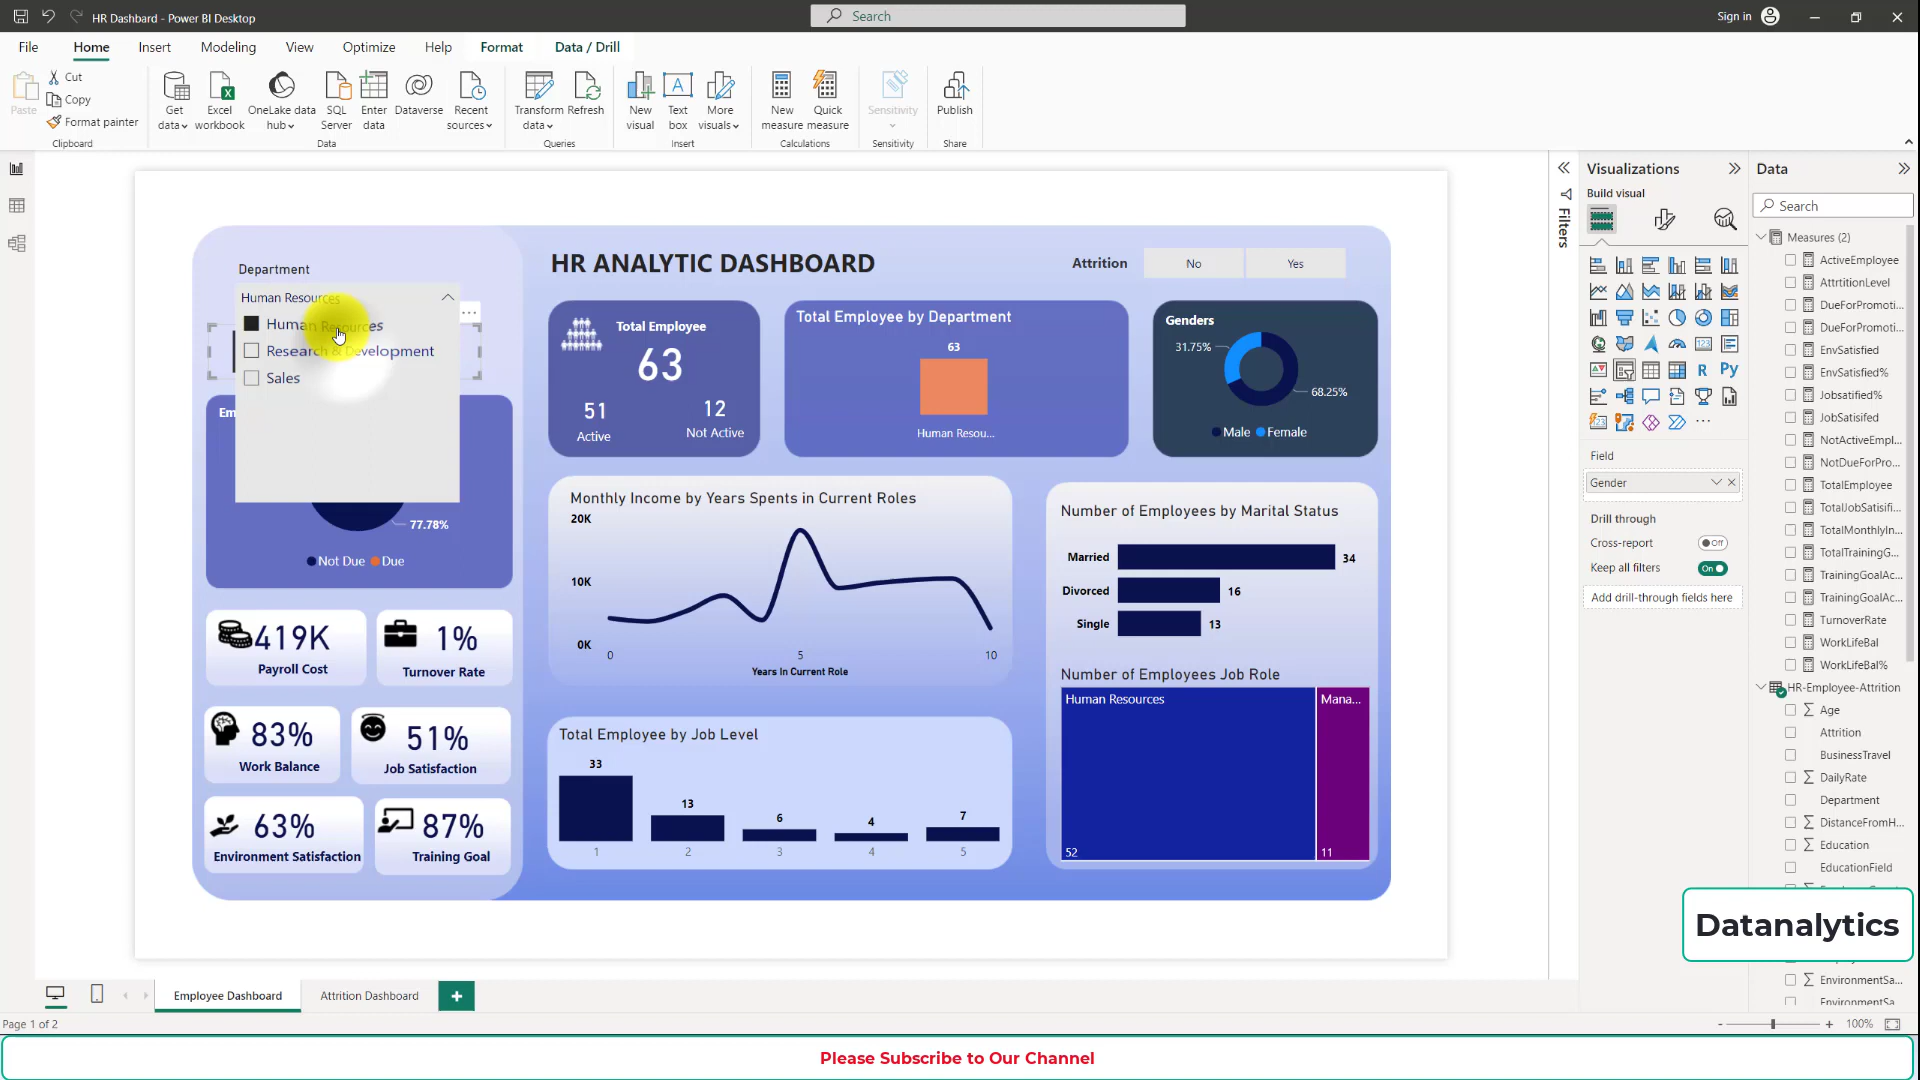 HR Dashbard - Power BI Desktop
Search
Sign in
File
Home
Insert
Modeling
View
Optimize
Help
Format
Data / Drill
Paste
Cut
Copy
Format painter
Clipboard
Get data
Excel workbook
OneLake data hub
SQL Server
Enter data
Dataverse
Recent sources
Data
Transform data
Refresh
Queries
New visual
Text box
More visuals
Insert
New measure
Quick measure
Calculations
Sensitivity
Sensitivity
Publish
Share
Department
Human Resources
Human Resources
Research & Development
Sales
Em
77.78%
Not Due
Due
419K
Payroll Cost
1%
Turnover Rate
83%
Work Balance
51%
Job Satisfaction
63%
Environment Satisfaction
87%
Training Goal
HR ANALYTIC DASHBOARD
Attrition
No
Yes
Total Employee
63
51
Active
12
Not Active
Total Employee by Department
63
Human Resou...
Genders
31.75%
68.25%
Male
Female
Monthly Income by Years Spents in Current Roles
20K
10K
0K
0
5
10
Years In Current Role
Number of Employees by Marital Status
Married
34
Divorced
16
Single
13
Total Employee by Job Level
33
13
6
4
7
1
2
3
4
5
Number of Employees Job Role
Human Resources
52
Mana...
11
Filters
Visualizations
Build visual
R
Py
Field
Gender
Drill through
Cross-report
Off
Keep all filters
On
Add drill-through fields here
Data
Search
Measures (2)
ActiveEmployee
AttrtitionLevel
DueForPromoti...
DueForPromoti...
EnvSatisfied
EnvSatisfied%
Jobsatisfied%
JobSatisifed
NotActiveEmpl...
NotDueForPro...
TotalEmployee
TotalJobSatisifi...
TotalMonthlyIn...
TotalTrainingG...
TrainingGoalAc...
TrainingGoalAc...
TurnoverRate
WorkLifeBal
WorkLifeBal%
HR-Employee-Attrition
Age
Attrition
BusinessTravel
DailyRate
Department
DistanceFromH...
Education
EducationField
EnvironmentSa...
Datanalytics
Employee Dashboard
Attrition Dashboard
Page 1 of 2
100%
Please Subscribe to Our Channel